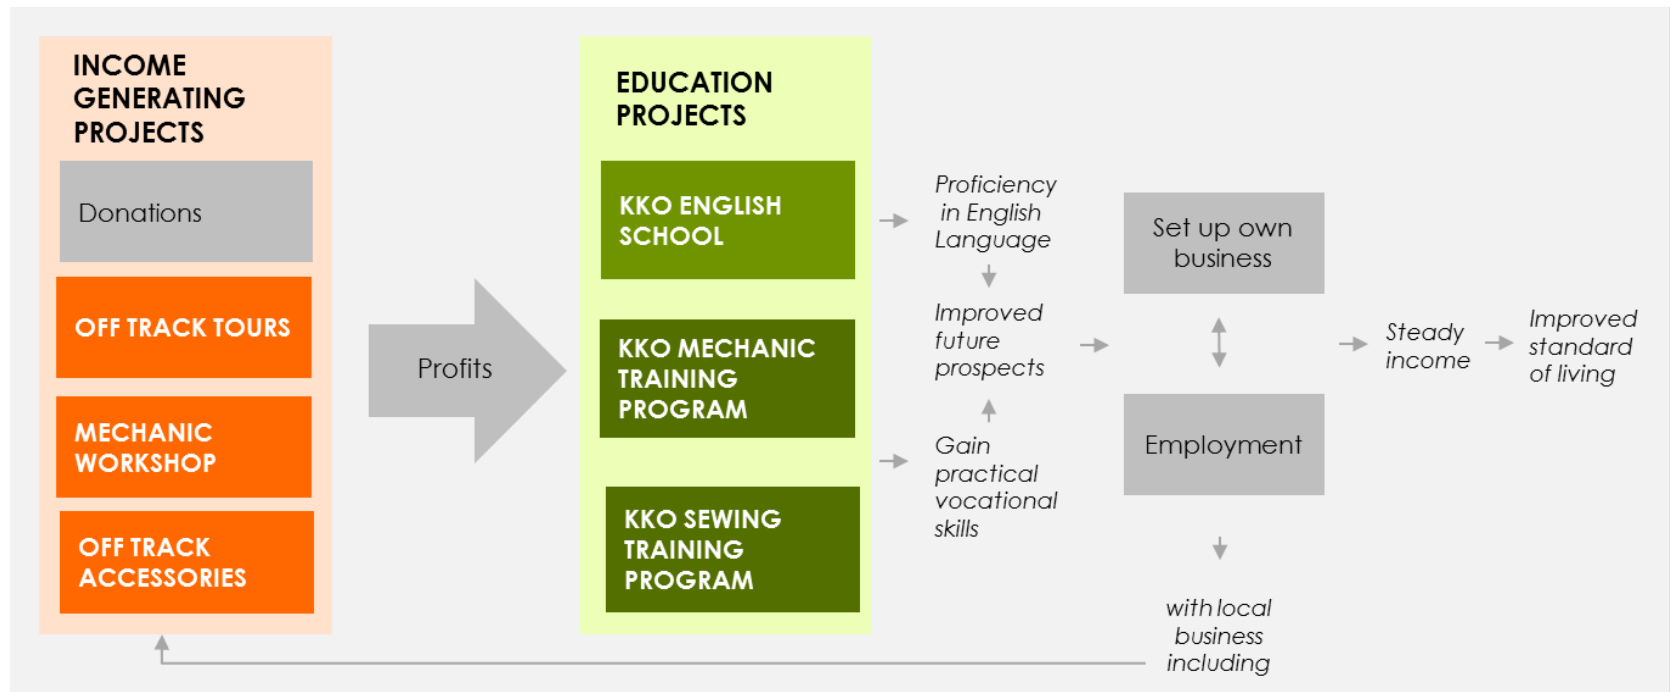 INCOME
GENERATING
PROJECTS
Donations
OFF TRACK TOURS
MECHANIC
WORKSHOP
OFF TRACK
ACCESSORIES
Profits
EDUCATION
PROJECTS
KKO ENGLISH
SCHOOL
KKO MECHANIC
TRAINING
PROGRAM
KKO SEWING
TRAINING
PROGRAM
Proficiency
in English
Language
Improved
future
prospects
Gain
practical
vocational
skills
Set up own
business
Employment
with local
business
including
Steady
income
Improved
standard
of living